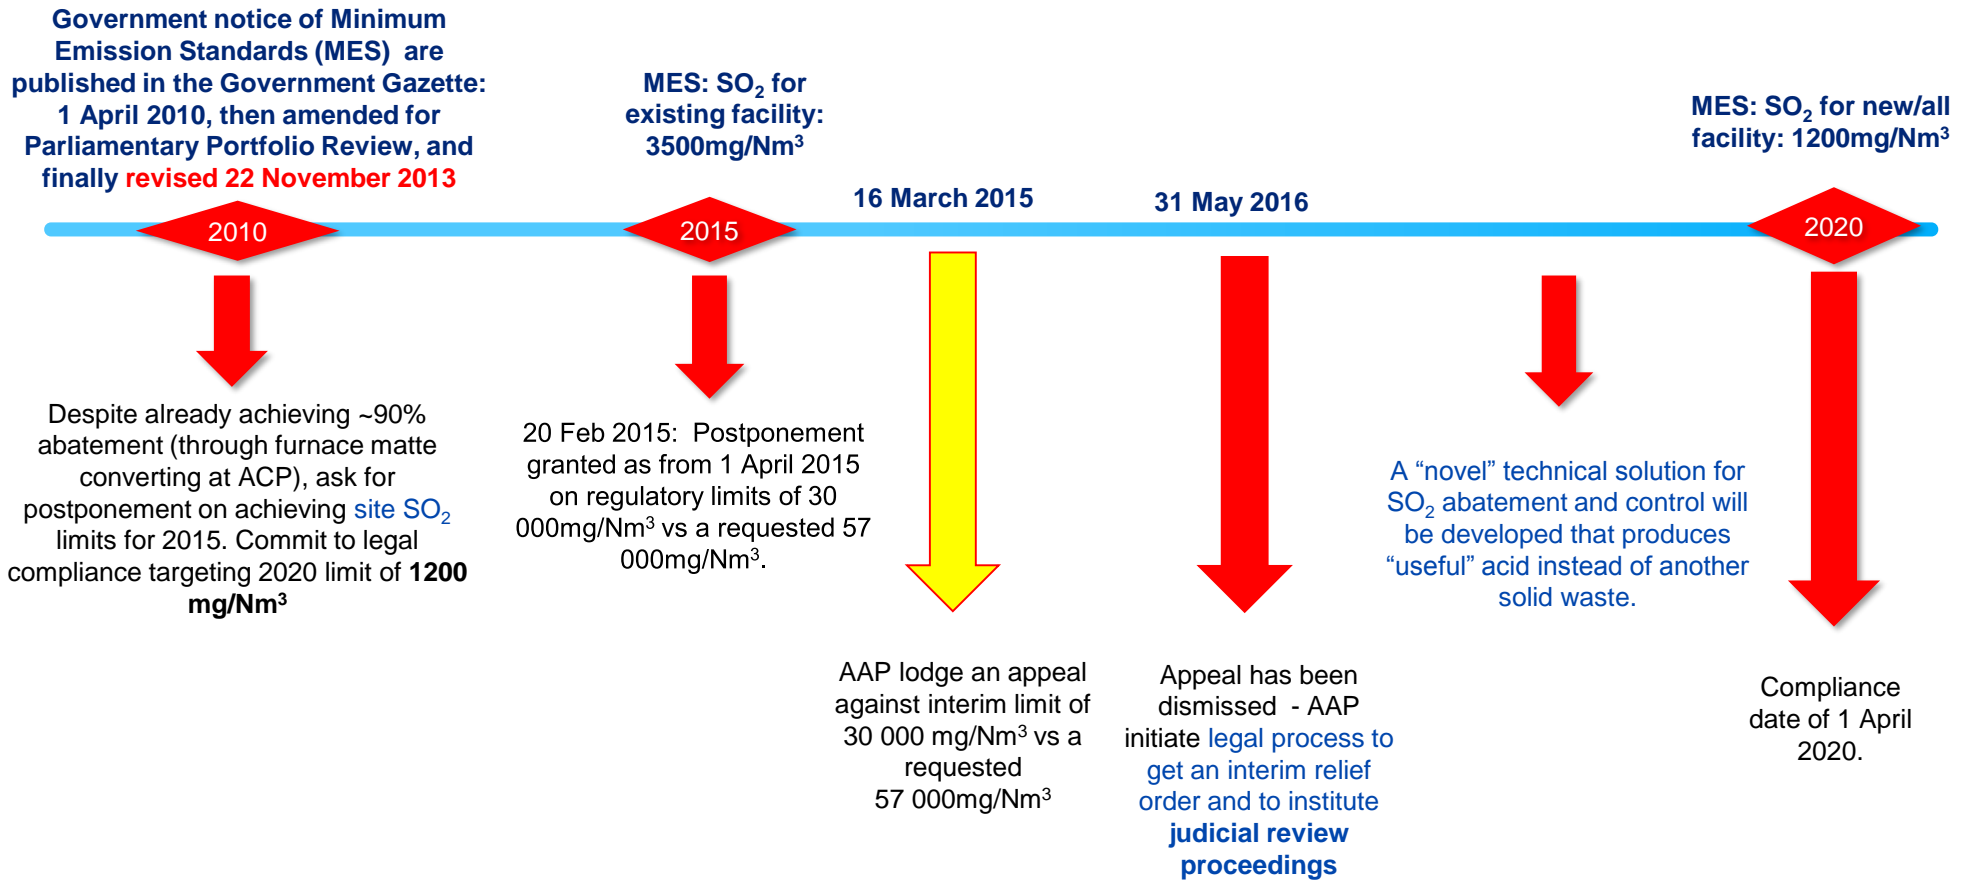 Government notice of Minimum
Emission Standards (MES)  are
published in the Government Gazette:
1 April 2010, then amended for
Parliamentary Portfolio Review, and
finally revised 22 November 2013
MES: SO₂ for
existing facility:
3500mg/Nm³
MES: SO₂ for new/all
facility: 1200mg/Nm³
16 March 2015
31 May 2016
2010
2015
2020
Despite already achieving ~90%
abatement (through furnace matte
converting at ACP), ask for
postponement on achieving site SO₂
limits for 2015. Commit to legal
compliance targeting 2020 limit of 1200
mg/Nm³
20 Feb 2015:  Postponement
granted as from 1 April 2015
on regulatory limits of 30
000mg/Nm³ vs a requested 57
000mg/Nm³.
AAP lodge an appeal
against interim limit of
30 000 mg/Nm³ vs a
requested
57 000mg/Nm³
Appeal has been
dismissed  - AAP
initiate legal process to
get an interim relief
order and to institute
judicial review
proceedings
A “novel” technical solution for
SO₂ abatement and control will
be developed that produces
“useful” acid instead of another
solid waste.
Compliance
date of 1 April
2020.